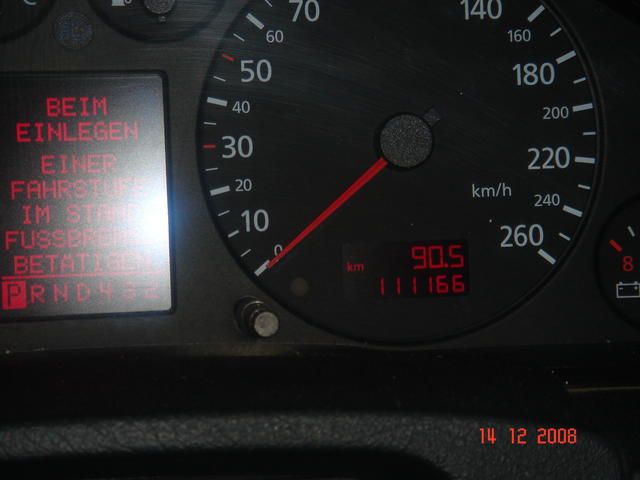 BEIM
EINLEGEN
EINER
FAHRSTUFE
IM STAND
FUSSBREMSE
BETÄTIGEN
P R N D 4 3 2
0
10
20
30
40
50
60
70
140
160
180
200
220
240
260
km/h
km 90.5
111166
8
14 12 2008